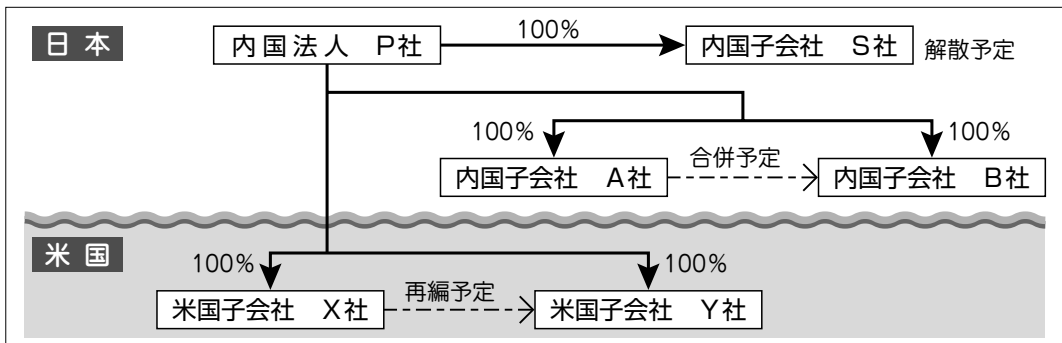 日本
内国法人 P社
100%
内国子会社 S社
解散予定
100%
100%
内国子会社 A社
合併予定
内国子会社 B社
米国
100%
100%
米国子会社 X社
再編予定
米国子会社 Y社